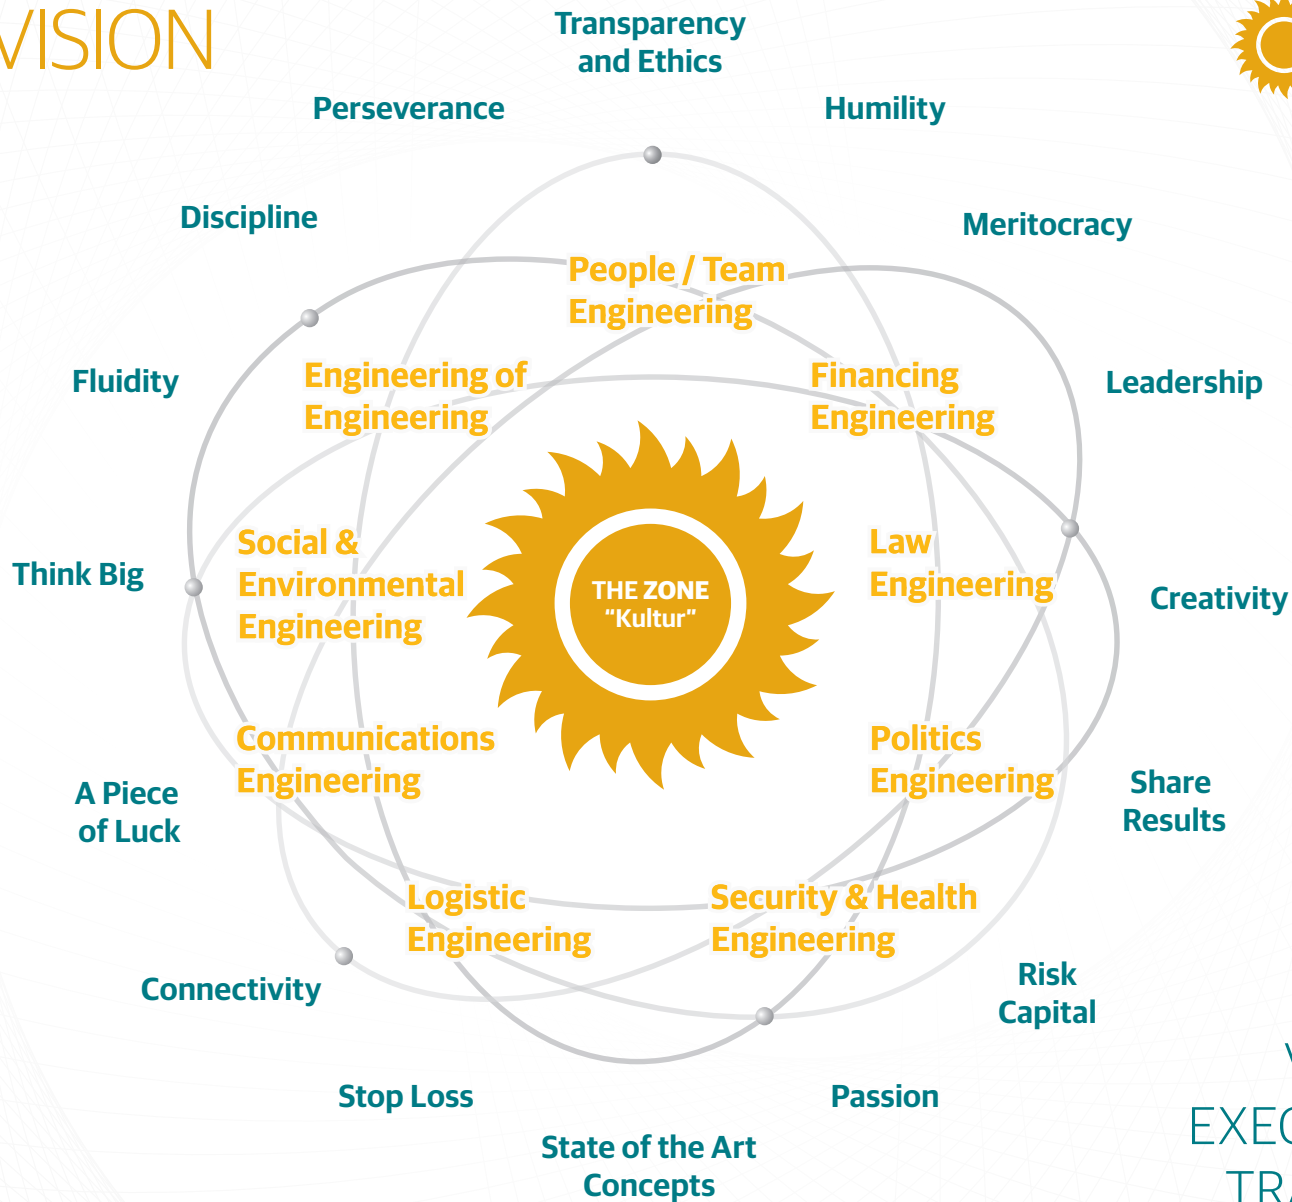 VISION
Transparency
and Ethics
Perseverance
Humility
Discipline
Meritocracy
People / Team
Engineering
Fluidity
Engineering of
Engineering
Financing
Engineering
Leadership
Think Big
Social &
Environmental
Engineering
THE ZONE
“Kultur”
Law
Engineering
Creativity
Communications
Engineering
Politics
Engineering
A Piece
of Luck
Share
Results
Logistic
Engineering
Security & Health
Engineering
Connectivity
Risk
Capital
Stop Loss
Passion
State of the Art
Concepts